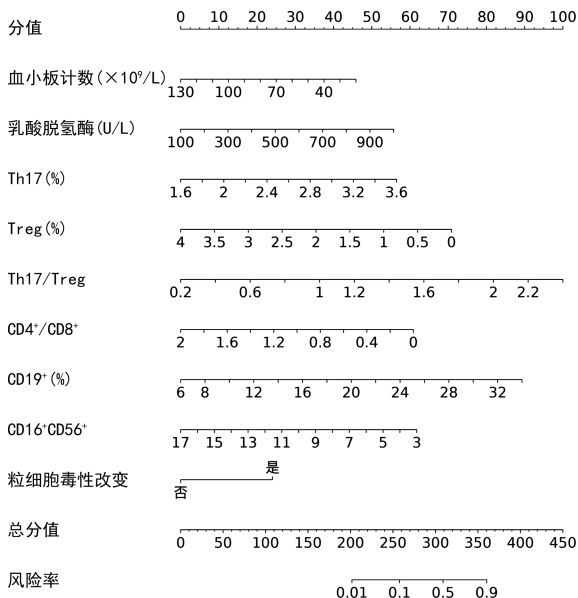 分值 0 10 20 30 40 50 60 70 80 90 100
血小板计数(×10⁹/L) 130 100 70 40
乳酸脱氢酶(U/L) 100 300 500 700 900
Th17(%) 1.6 2 2.4 2.8 3.2 3.6
Treg(%) 4 3.5 3 2.5 2 1.5 1 0.5 0
Th17/Treg 0.2 0.6 1 1.2 1.6 2 2.2
CD4⁺/CD8⁺ 2 1.6 1.2 0.8 0.4 0
CD19⁺(%) 6 8 12 16 20 24 28 32
CD16⁺CD56⁺ 17 15 13 11 9 7 5 3
粒细胞毒性改变 否 是
总分值 0 50 100 150 200 250 300 350 400 450
风险率 0.01 0.1 0.5 0.9